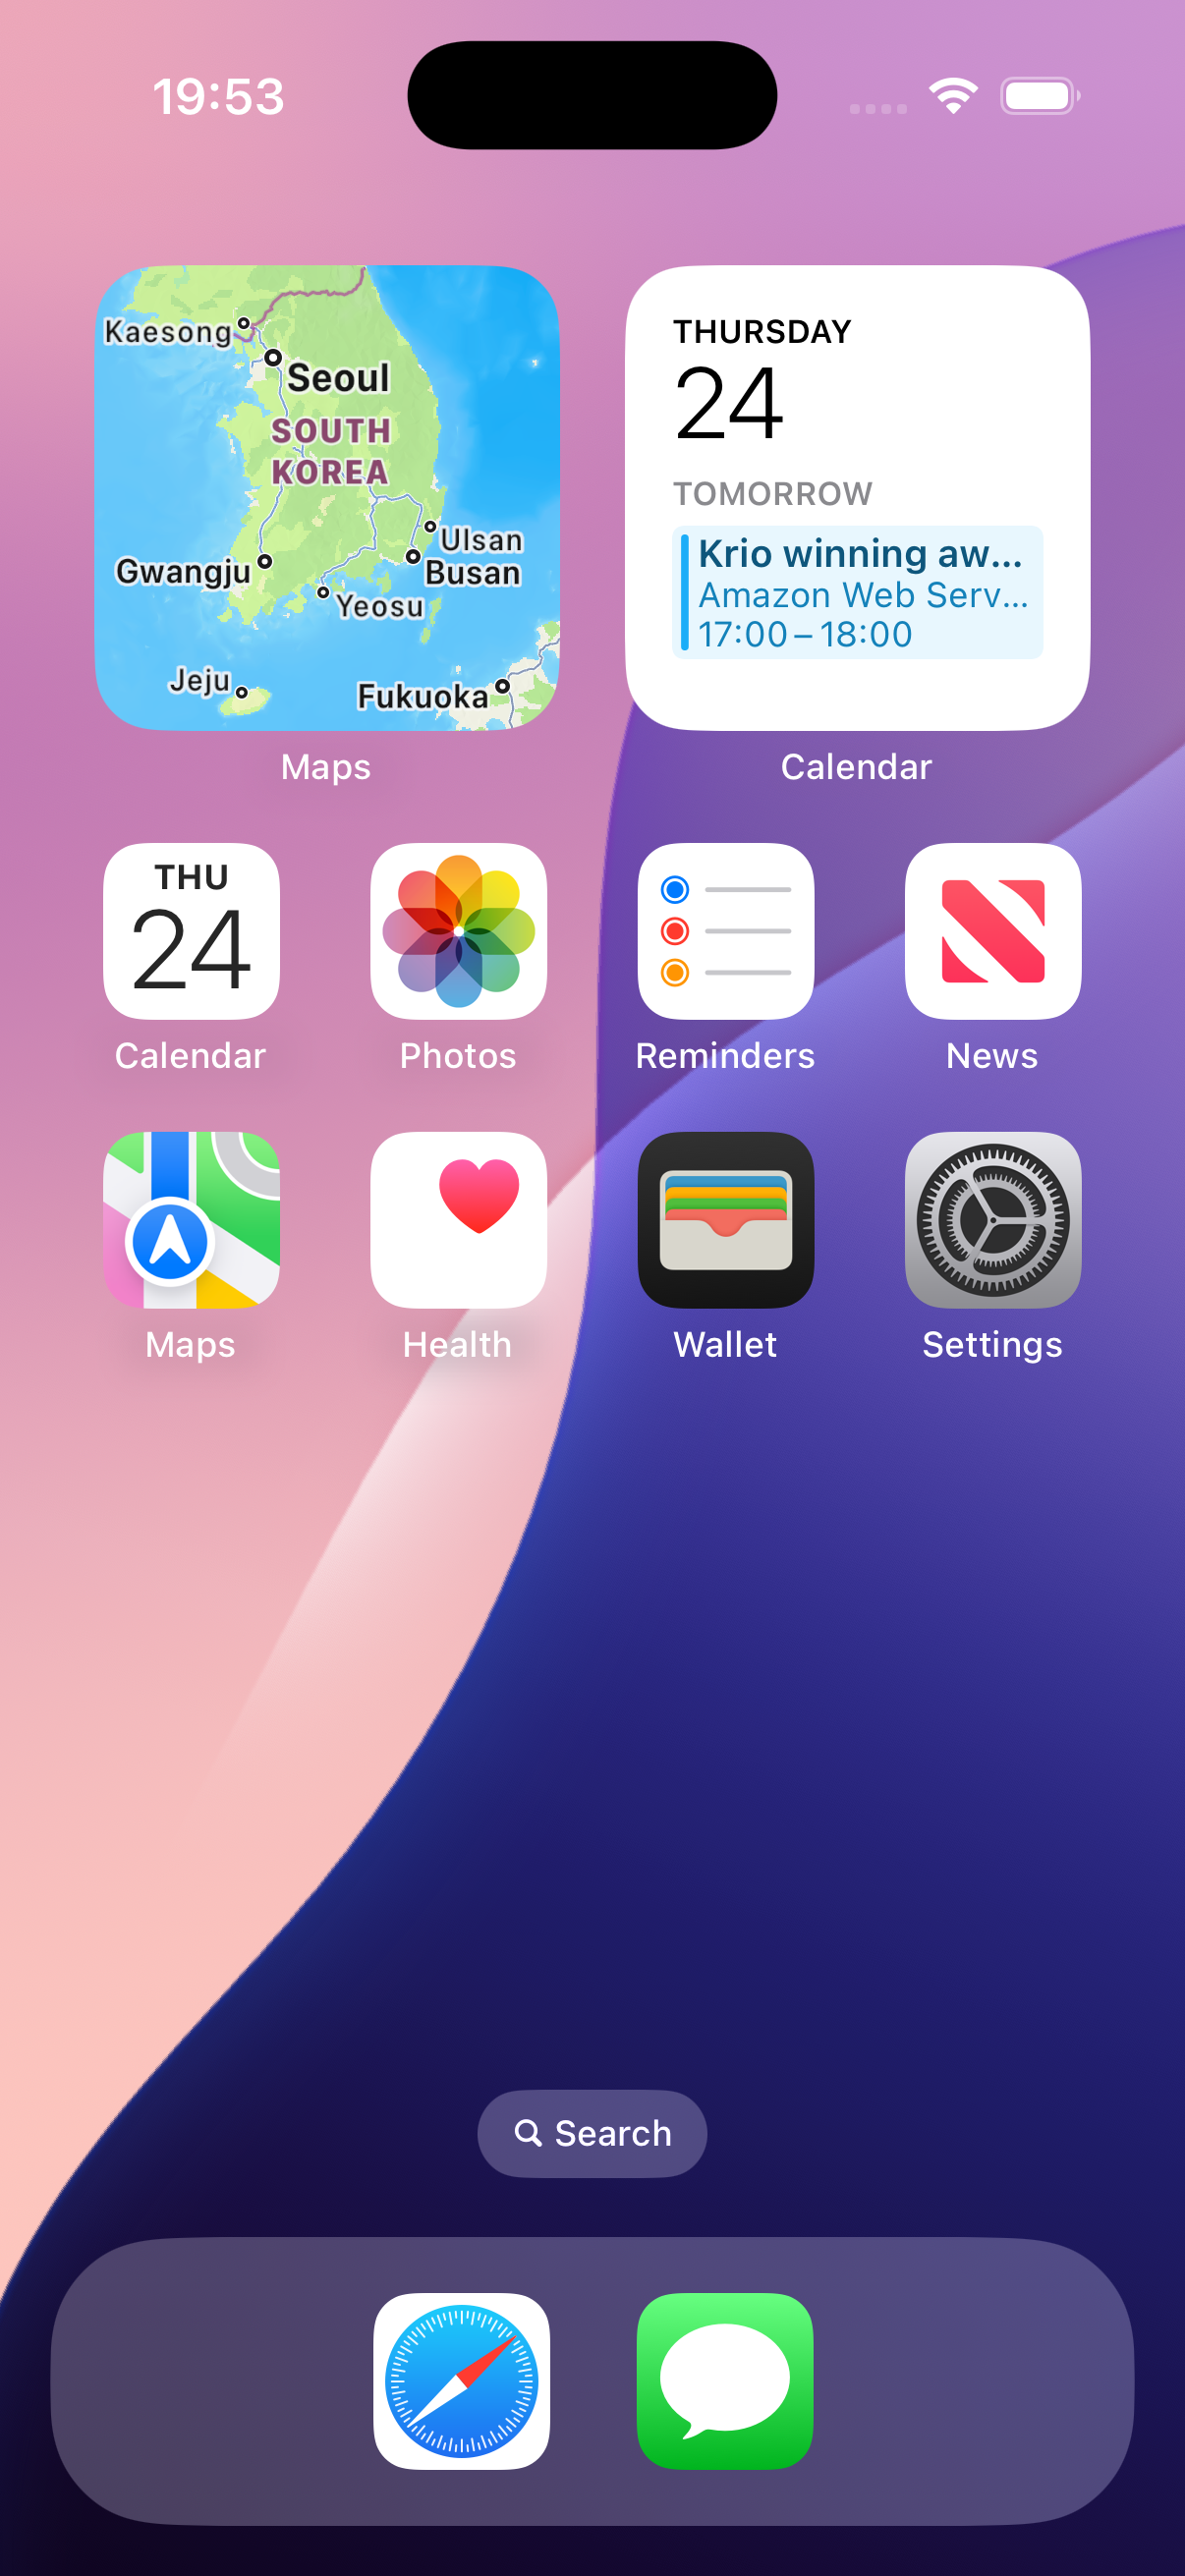 19:53
Kaesong
Seoul
SOUTH
KOREA
Ulsan
Gwangju
Busan
Yeosu
Jeju
Fukuoka
Maps
THURSDAY
24
TOMORROW
Krio winning aw...
Amazon Web Serv...
17:00 – 18:00
Calendar
THU
24
Calendar
Photos
Reminders
News
Maps
Health
Wallet
Settings
Search